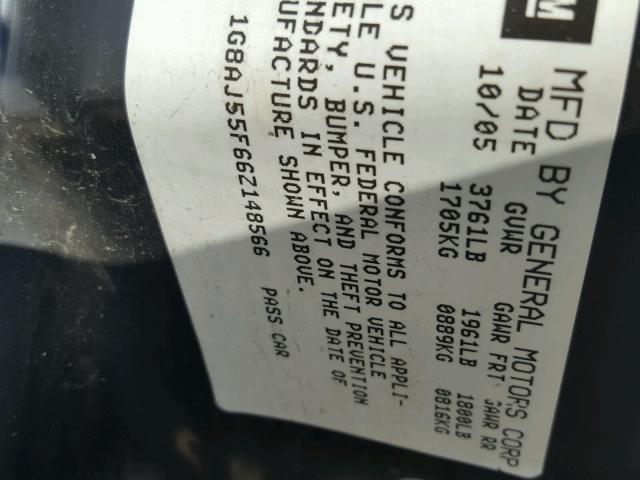 GM
MFD BY GENERAL MOTORS CORP
DATE GVWR GAWR FRT GAWR RR
10/05 3761LB 1961LB 1800LB
1705KG 0889KG 0816KG
S VEHICLE CONFORMS TO ALL APPLI-
LE U.S. FEDERAL MOTOR VEHICLE
ETY, BUMPER, AND THEFT PREVENTION
NDARDS IN EFFECT ON THE DATE OF
UFACTURE SHOWN ABOVE.
1G8AJ55F66Z148566 PASS CAR